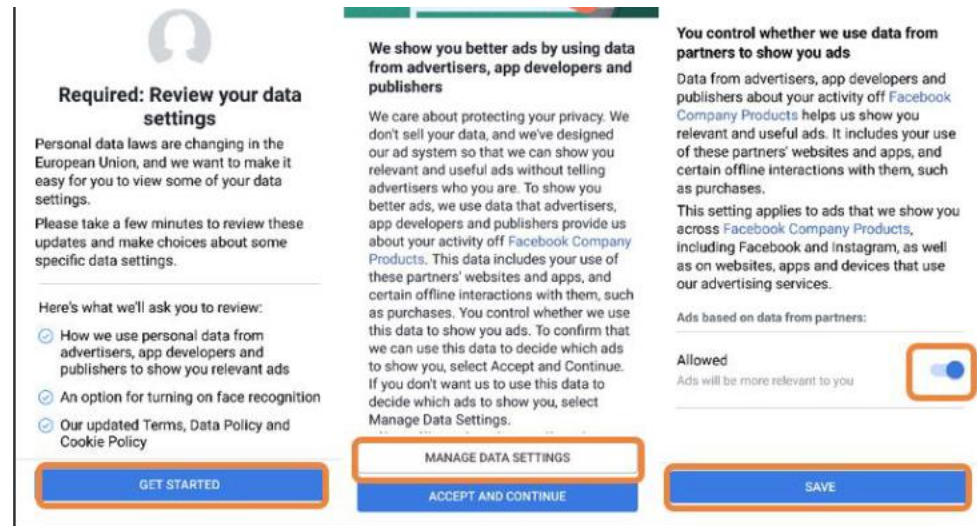 Required: Review your data
settings
Personal data laws are changing in the
European Union, and we want to make it
easy for you to view some of your data
settings.
Please take a few minutes to review these
updates and make choices about some
specific data settings.
Here's what we'll ask you to review:
How we use personal data from
advertisers, app developers and
publishers to show you relevant ads
An option for turning on face recognition
Our updated Terms, Data Policy and
Cookie Policy
GET STARTED
We show you better ads by using data
from advertisers, app developers and
publishers
We care about protecting your privacy. We
don't sell your data, and we've designed
our ad system so that we can show you
relevant and useful ads without telling
advertisers who you are. To show you
better ads, we use data that advertisers,
app developers and publishers provide us
about your activity off Facebook Company
Products. This data includes your use of
these partners' websites and apps, and
certain offline interactions with them, such
as purchases. You control whether we use
this data to show you ads. To confirm that
we can use this data to decide which ads
to show you, select Accept and Continue.
If you don't want us to use this data to
decide which ads to show you, select
Manage Data Settings.
MANAGE DATA SETTINGS
ACCEPT AND CONTINUE
You control whether we use data from
partners to show you ads
Data from advertisers, app developers and
publishers about your activity off Facebook
Company Products helps us show you
relevant and useful ads. It includes your use
of these partners' websites and apps, and
certain offline interactions with them, such
as purchases.
This setting applies to ads that we show you
across Facebook Company Products,
including Facebook and Instagram, as well
as on websites, apps and devices that use
our advertising services.
Ads based on data from partners:
Allowed
Ads will be more relevant to you
SAVE